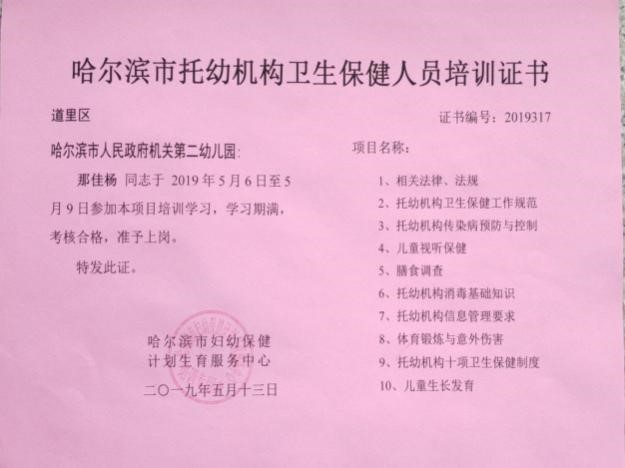 哈尔滨市托幼机构卫生保健人员培训证书
道里区
证书编号：2019317
哈尔滨市人民政府机关第二幼儿园：
那佳杨 同志于 2019 年 5 月 6 日至 5
月 9 日参加本项目培训学习，学习期满，
考核合格，准予上岗。
特发此证。
哈尔滨市妇幼保健
计划生育服务中心
二〇一九年五月十三日
项目名称：
1、相关法律、法规
2、托幼机构卫生保健工作规范
3、托幼机构传染病预防与控制
4、儿童视听保健
5、膳食调查
6、托幼机构消毒基础知识
7、托幼机构信息管理要求
8、体育锻炼与意外伤害
9、托幼机构十项卫生保健制度
10、儿童生长发育